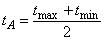 t_A = (t_max + t_min) / 2